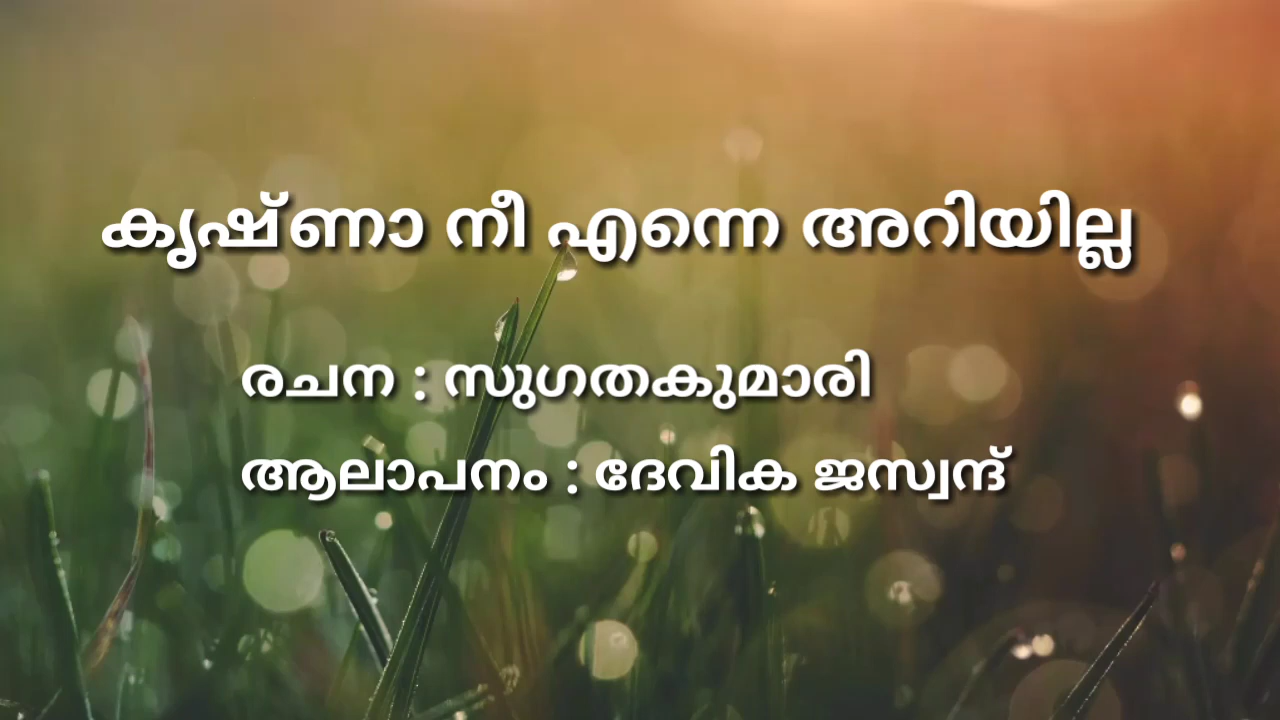 കൃഷ്ണാ നീ എന്നെ അറിയില്ല
രചന : സുഗതകുമാരി
ആലാപനം : ദേവിക ജസ്വന്ദ്